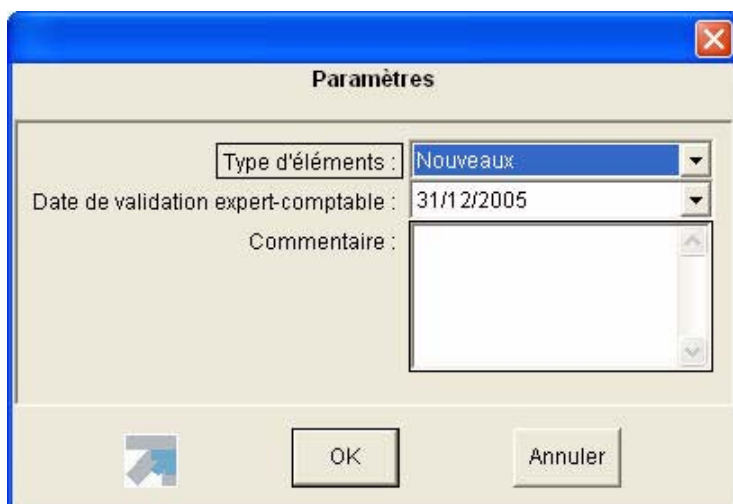 Paramètres
Type d'éléments : Nouveaux
Date de validation expert-comptable : 31/12/2005
Commentaire :
OK Annuler